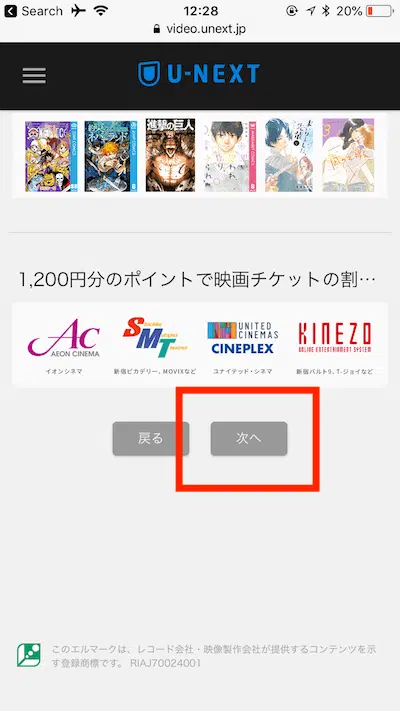 Search 12:28 20%
video.unext.jp
U-NEXT
進撃の巨人
3
1,200円分のポイントで映画チケットの割…
Ac AEON CINEMA
イオンシネマ
SMT
新宿ピカデリー、MOVIXなど
UNITED CINEMAS
CINEPLEX
ユナイテッド・シネマ
KINEZO
ONLINE ENTERTAINMENT SYSTEM
新宿バルト9、T・ジョイなど
戻る 次へ
このエルマークは、レコード会社・映像製作会社が提供するコンテンツを示
す登録商標です。 RIAJ70024001